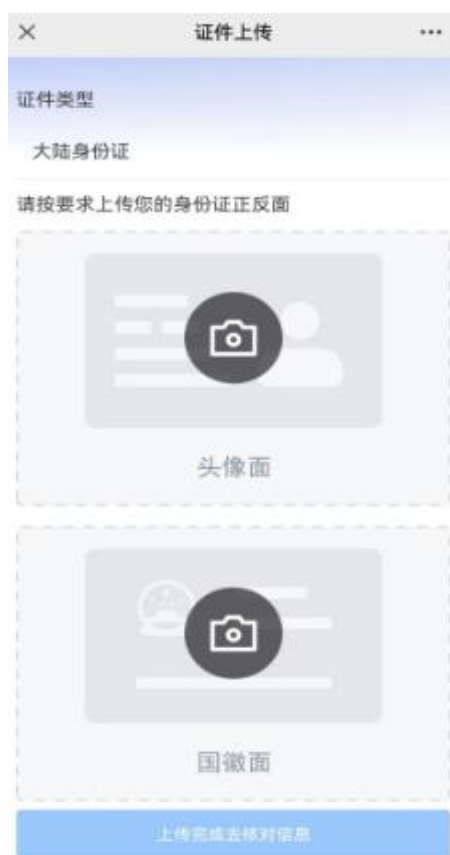 证件上传
证件类型
大陆身份证
请按要求上传您的身份证正反面
头像面
国徽面
上传完成去核对信息